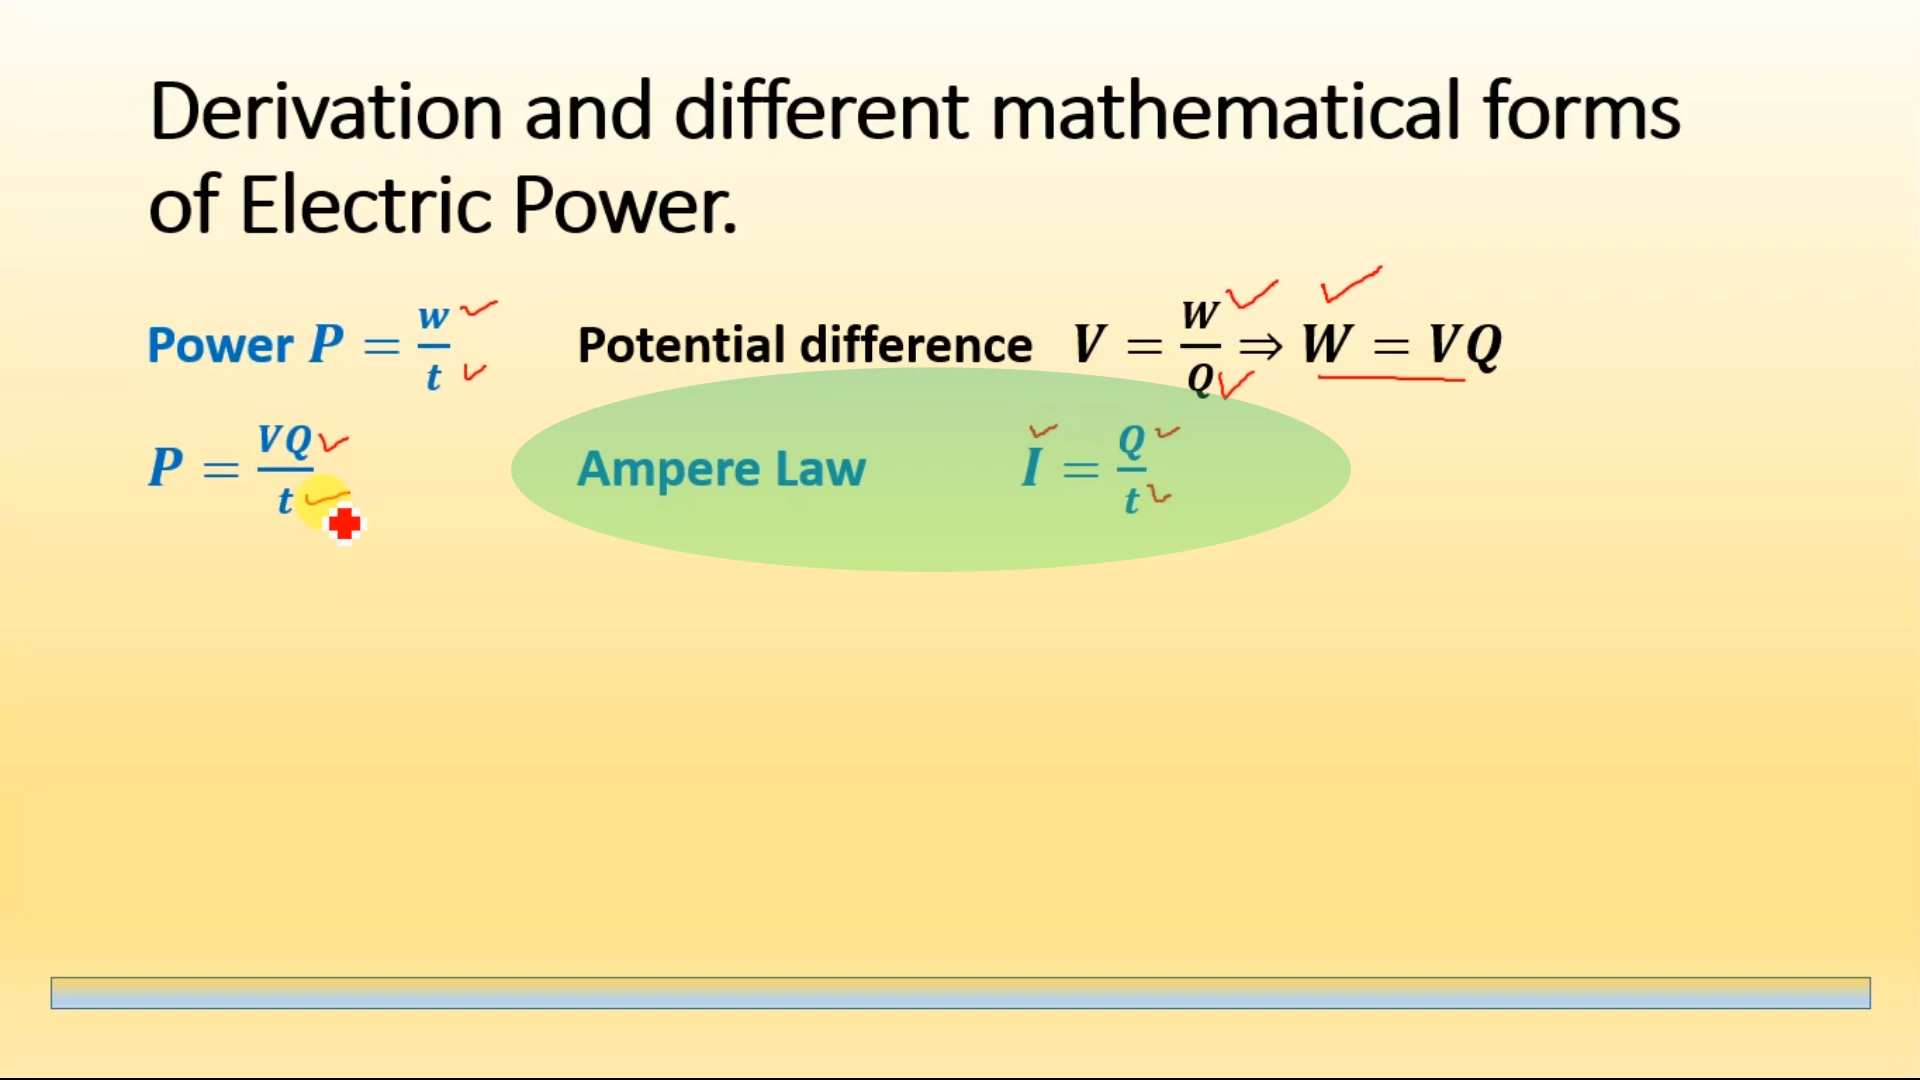 Derivation and different mathematical forms
of Electric Power.
Power P = w/t Potential difference V = W/Q ⇒ W = VQ
P = VQ/t Ampere Law I = Q/t